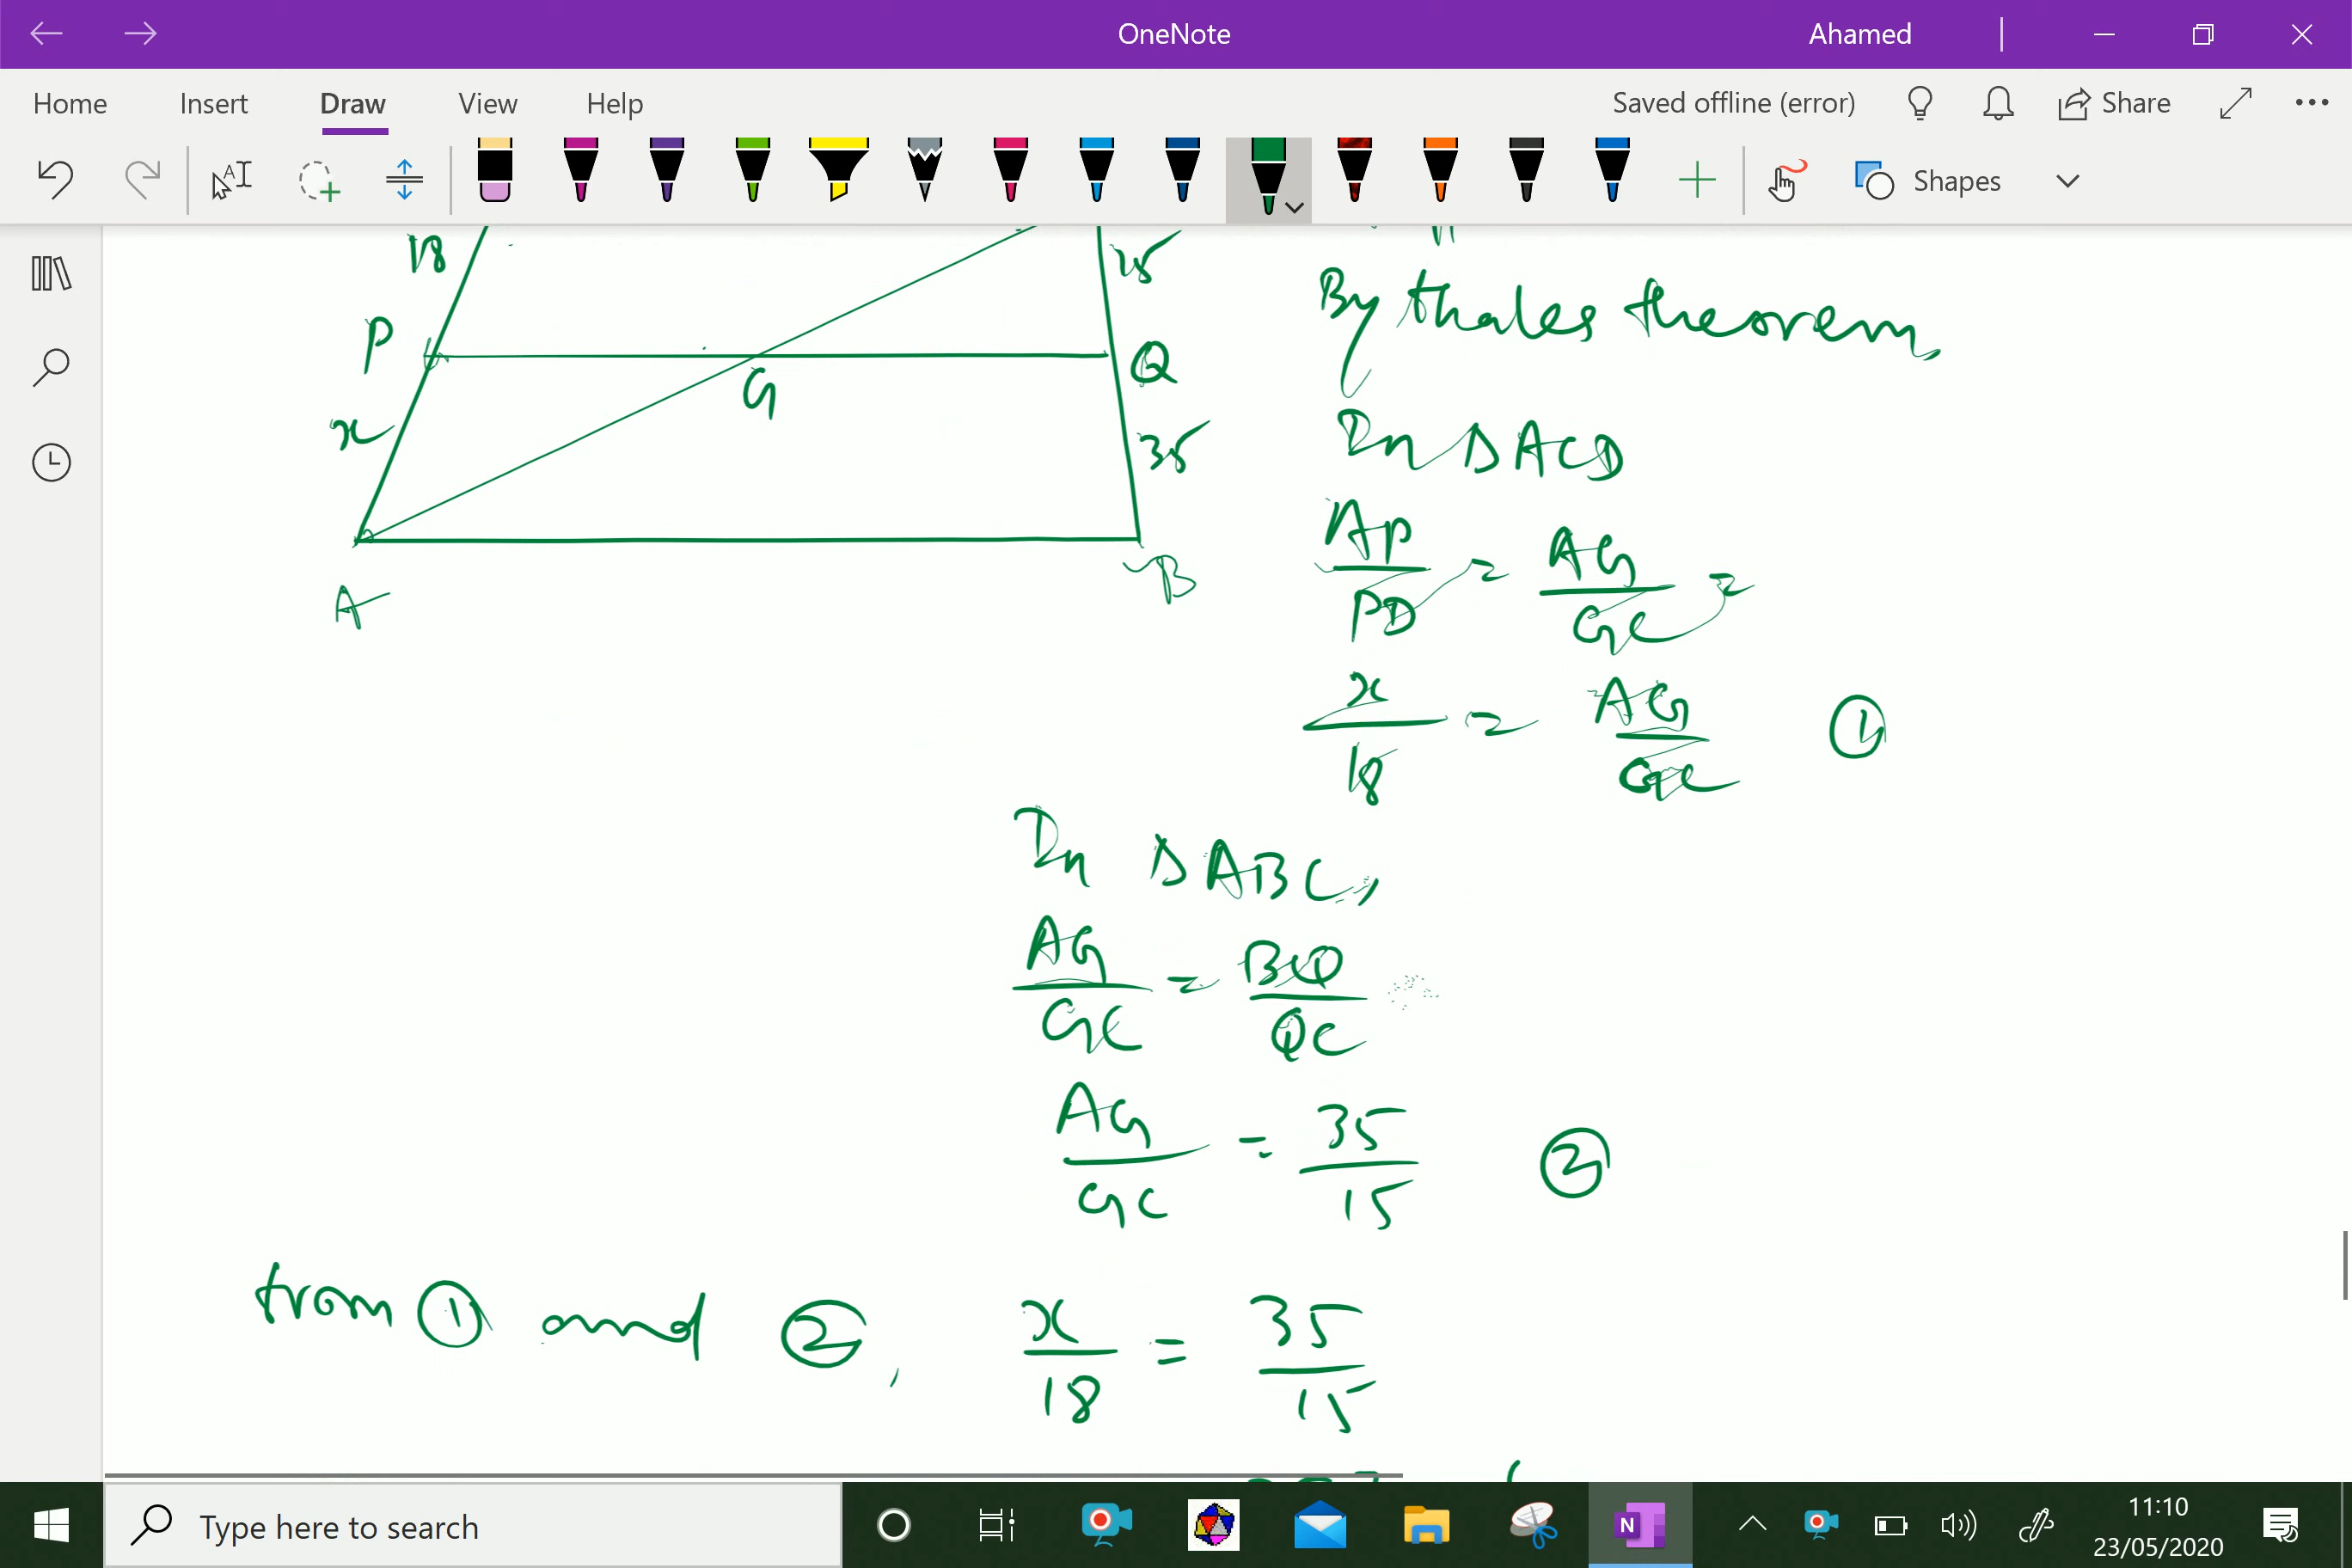 OneNote
Ahamed
Home Insert Draw View Help
Saved offline (error) Share
Shapes
18
15
P
Q
G
x
35
A
B
By thales theorem,
In Δ ACD
AP/PD = AG/GC =
x/18 = AG/GC ①
In Δ ABC,
AG/GC = BQ/QC
AG/GC = 35/15 ②
from ① and ②, x/18 = 35/15
Type here to search
N
11:10
23/05/2020